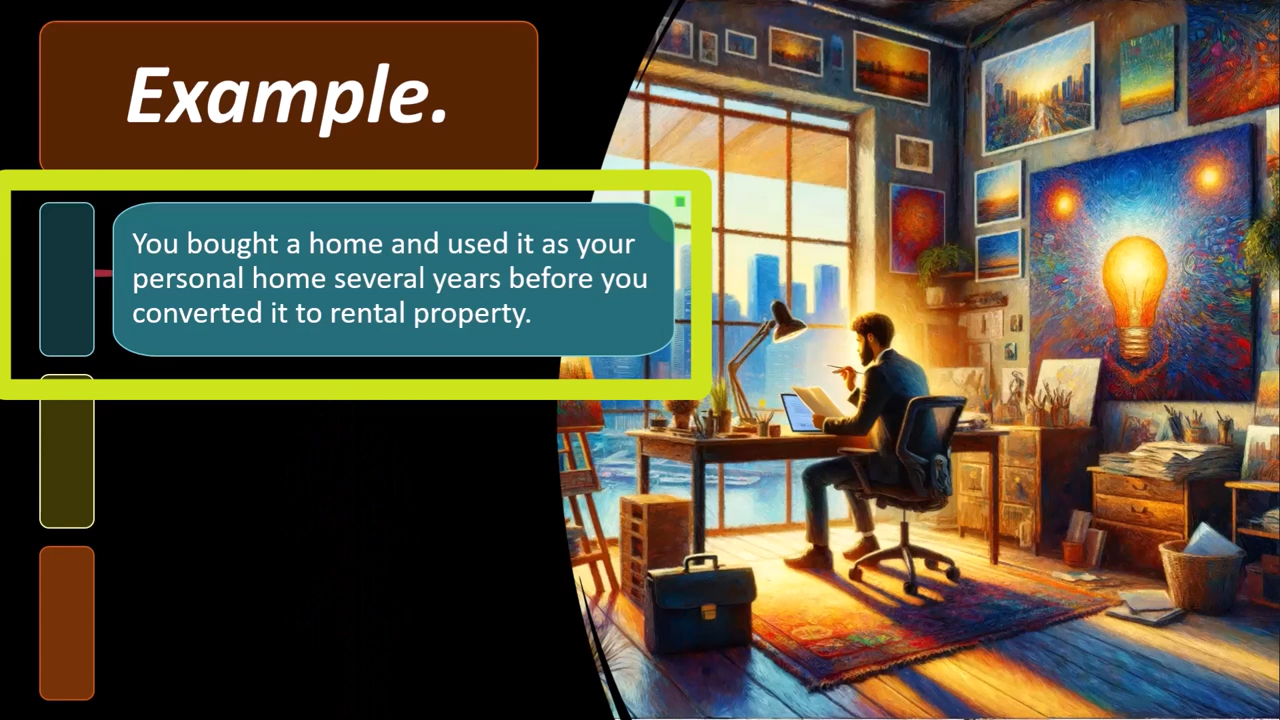 Example.
You bought a home and used it as your
personal home several years before you
converted it to rental property.